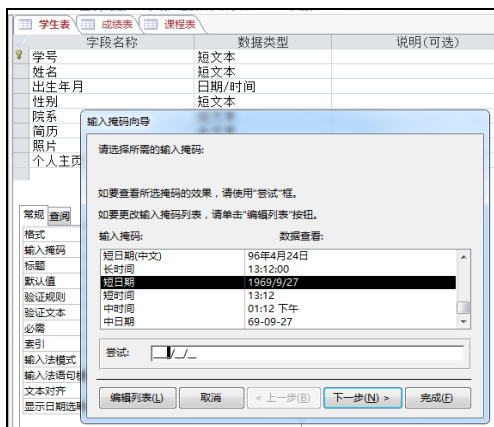 学生表 成绩表 课程表
字段名称 数据类型 说明(可选)
学号 短文本
姓名 短文本
出生年月 日期/时间
性别 短文本
院系
简历
照片
个人主页
输入掩码向导
请选择所需的输入掩码:
如要查看所选掩码的效果，请使用“尝试”框。
如要更改输入掩码列表，请单击“编辑列表”按钮。
输入掩码: 数据查看:
短日期(中文) 96年4月24日
长时间 13:12:00
短日期 1969/9/27
短时间 13:12
中时间 01:12 下午
中日期 69-09-27
尝试: __/_/_
编辑列表(L) 取消 < 上一步(B) 下一步(N) > 完成(F)
常规 查阅
格式
输入掩码
标题
默认值
验证规则
验证文本
必需
索引
输入法模式
输入法语句模
文本对齐
显示日期选取